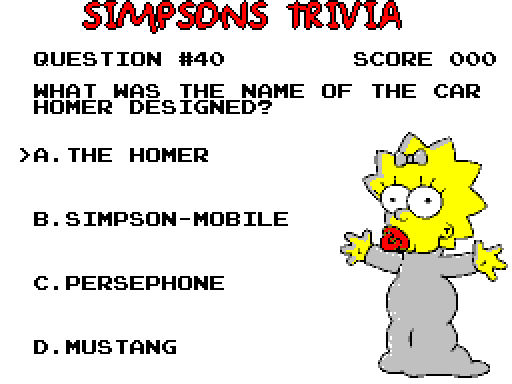 SIMPSONS TRIVIA
QUESTION #40 SCORE 000
WHAT WAS THE NAME OF THE CAR
HOMER DESIGNED?
>A.THE HOMER
B.SIMPSON-MOBILE
C.PERSEPHONE
D.MUSTANG